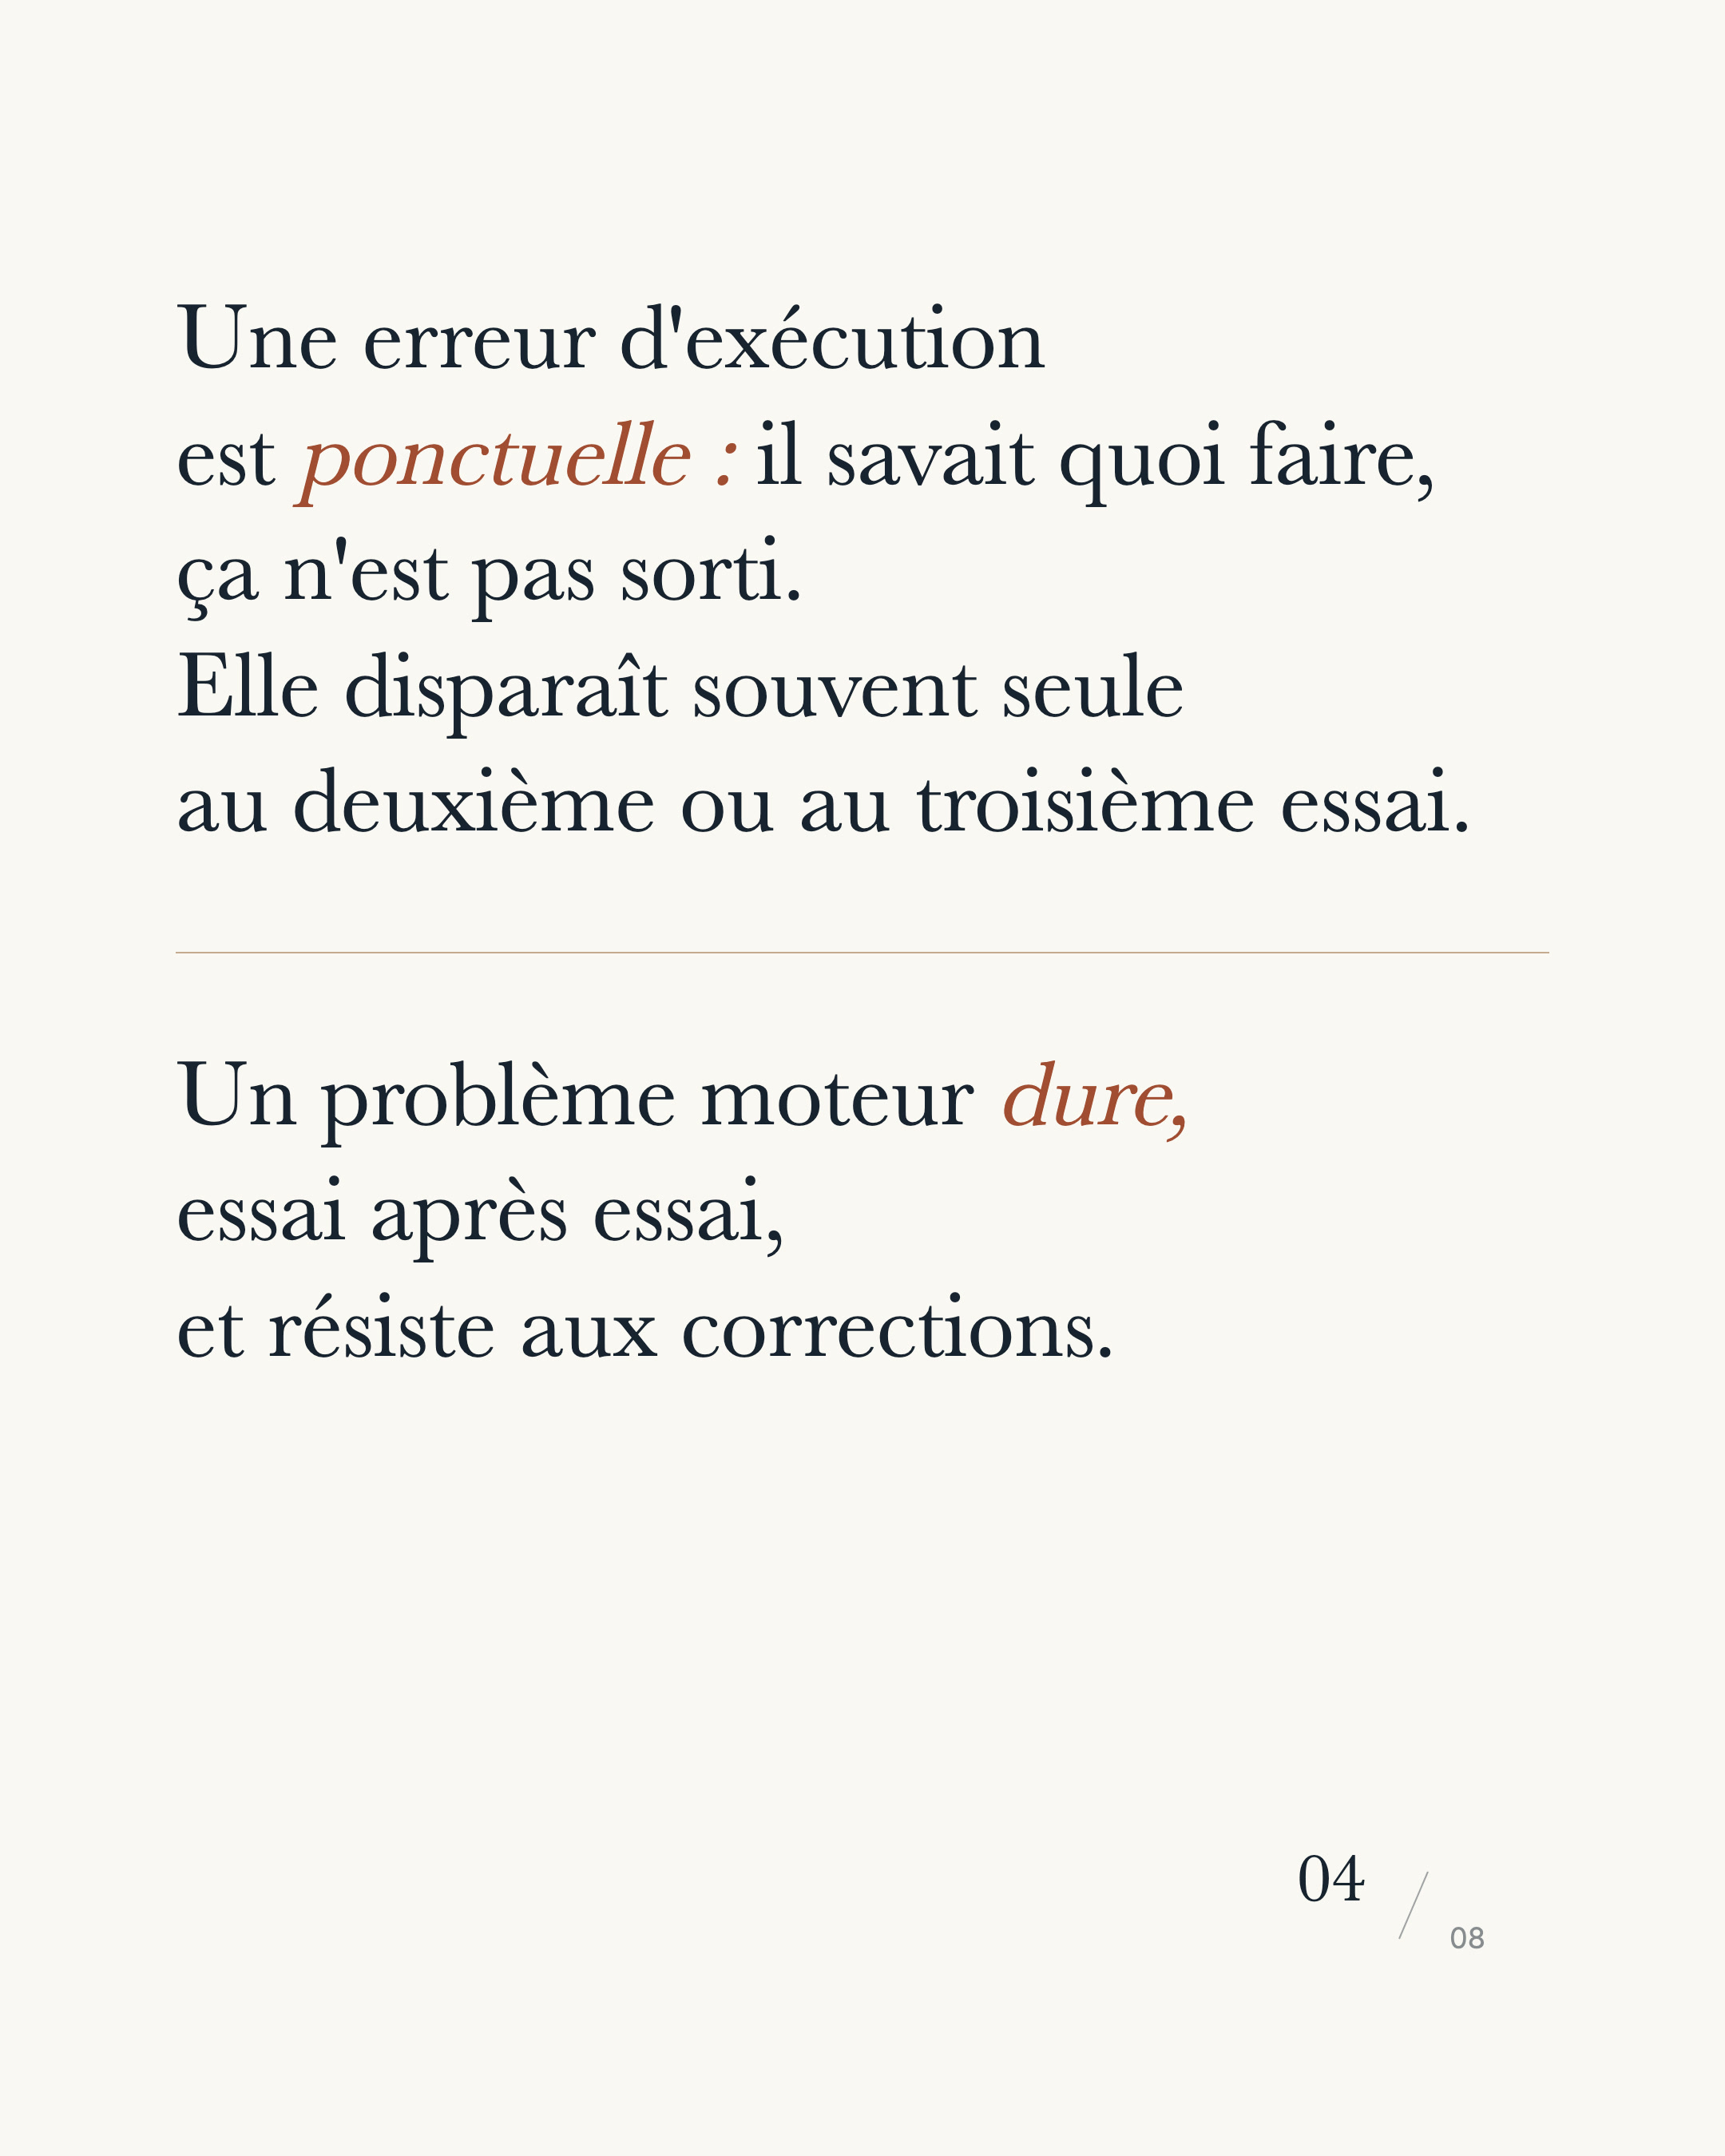 Une erreur d'exécution
est ponctuelle : il savait quoi faire,
ça n'est pas sorti.
Elle disparaît souvent seule
au deuxième ou au troisième essai.
Un problème moteur dure,
essai après essai,
et résiste aux corrections.
04 / 08